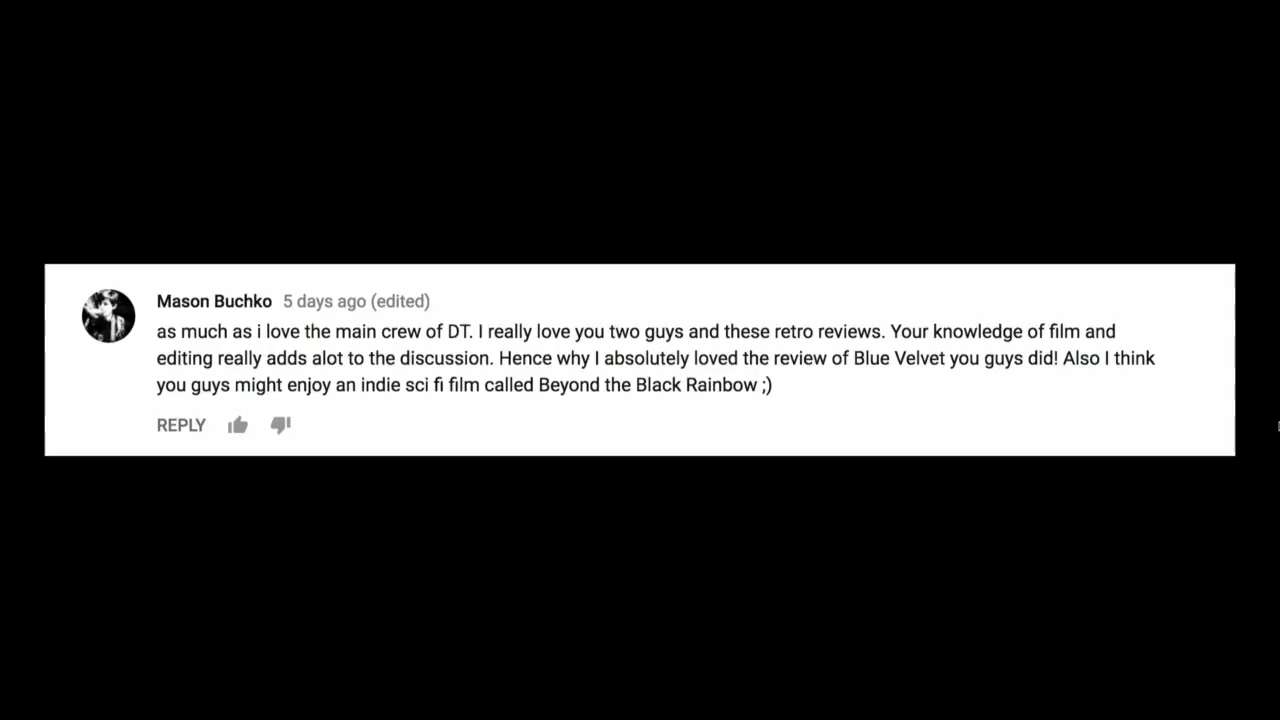 Mason Buchko 5 days ago (edited)
as much as i love the main crew of DT. I really love you two guys and these retro reviews. Your knowledge of film and
editing really adds alot to the discussion. Hence why I absolutely loved the review of Blue Velvet you guys did! Also I think
you guys might enjoy an indie sci fi film called Beyond the Black Rainbow ;)
REPLY